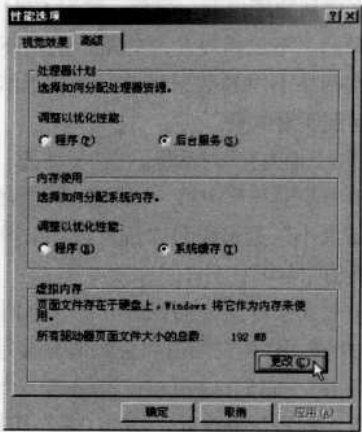 性能选项
视觉效果 高级
处理器计划
选择如何分配处理器资源。
调整以优化性能:
程序(P) 后台服务(S)
内存使用
选择如何分配系统内存。
调整以优化性能:
程序(M) 系统缓存(T)
虚拟内存
页面文件存在于硬盘上，Windows 将它作为内存来使
用。
所有驱动器页面文件大小的总数: 192 MB
更改(C)
确定 取消 应用(A)